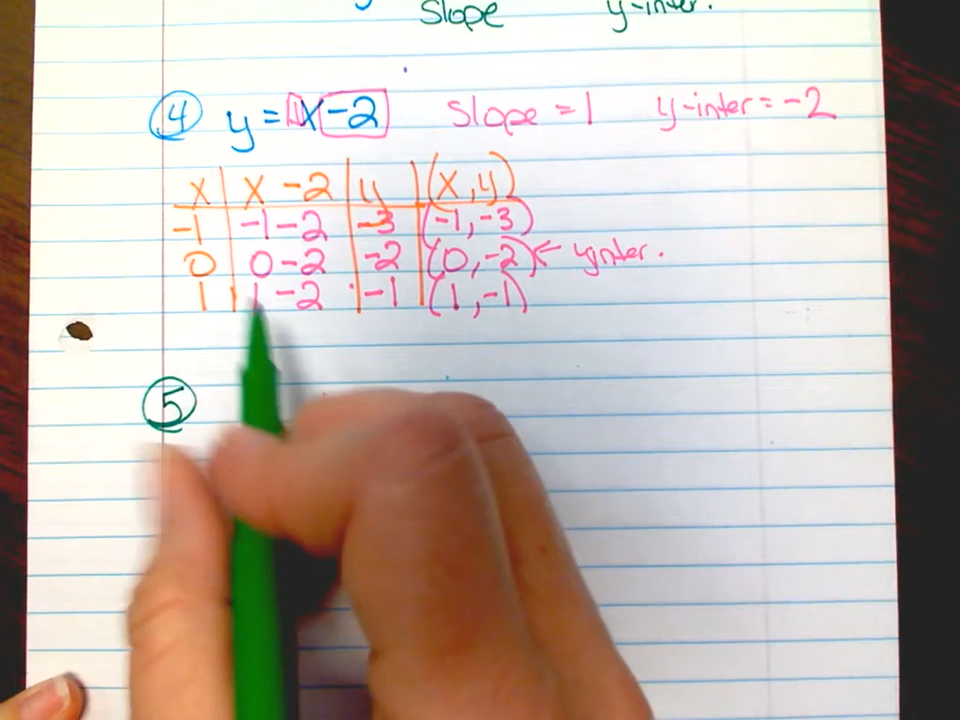 Slope y-inter.
④ y = 1x -2 Slope = 1 y-inter = -2
x | x -2 | y | (x,y)
-1 | -1 -2 | -3 | (-1, -3)
0 | 0 -2 | -2 | (0, -2) ← y-inter.
1 | 1 -2 | -1 | (1, -1)
⑤